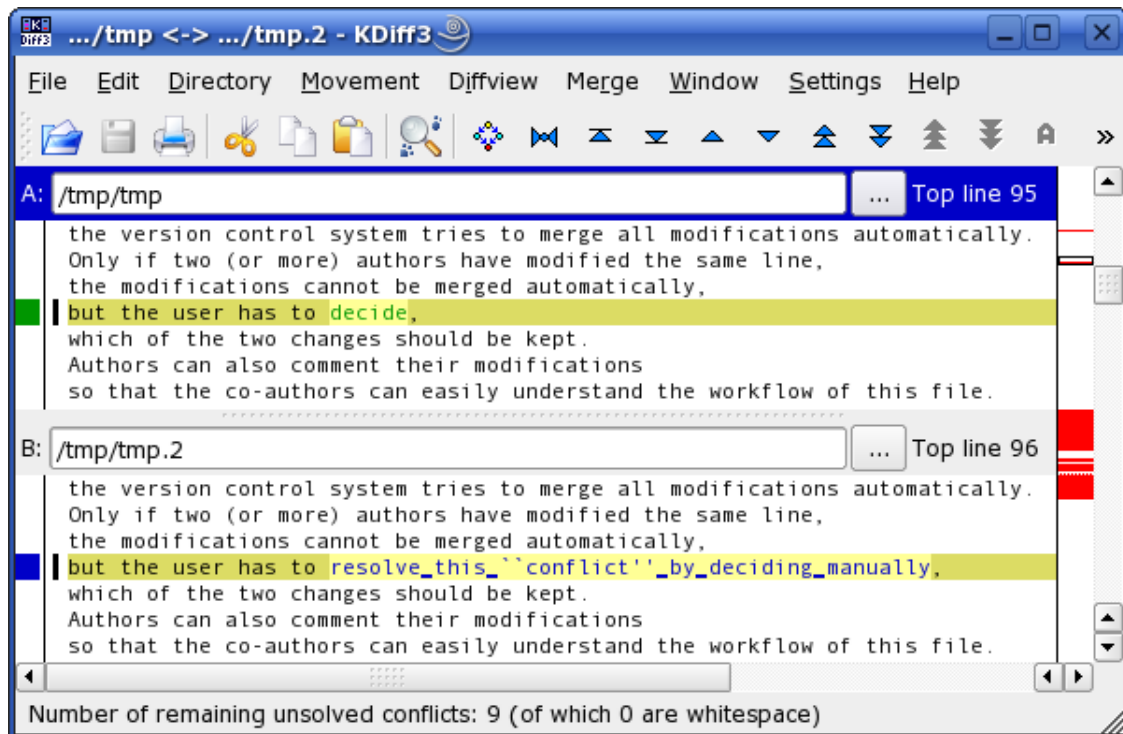 .../tmp <-> .../tmp.2 - KDiff3
File Edit Directory Movement Diffview Merge Window Settings Help
A »
A: /tmp/tmp ... Top line 95
the version control system tries to merge all modifications automatically.
Only if two (or more) authors have modified the same line,
the modifications cannot be merged automatically,
but the user has to decide,
which of the two changes should be kept.
Authors can also comment their modifications
so that the co-authors can easily understand the workflow of this file.
B: /tmp/tmp.2 ... Top line 96
the version control system tries to merge all modifications automatically.
Only if two (or more) authors have modified the same line,
the modifications cannot be merged automatically,
but the user has to resolve_this_``conflict''_by_deciding_manually,
which of the two changes should be kept.
Authors can also comment their modifications
so that the co-authors can easily understand the workflow of this file.
Number of remaining unsolved conflicts: 9 (of which 0 are whitespace)